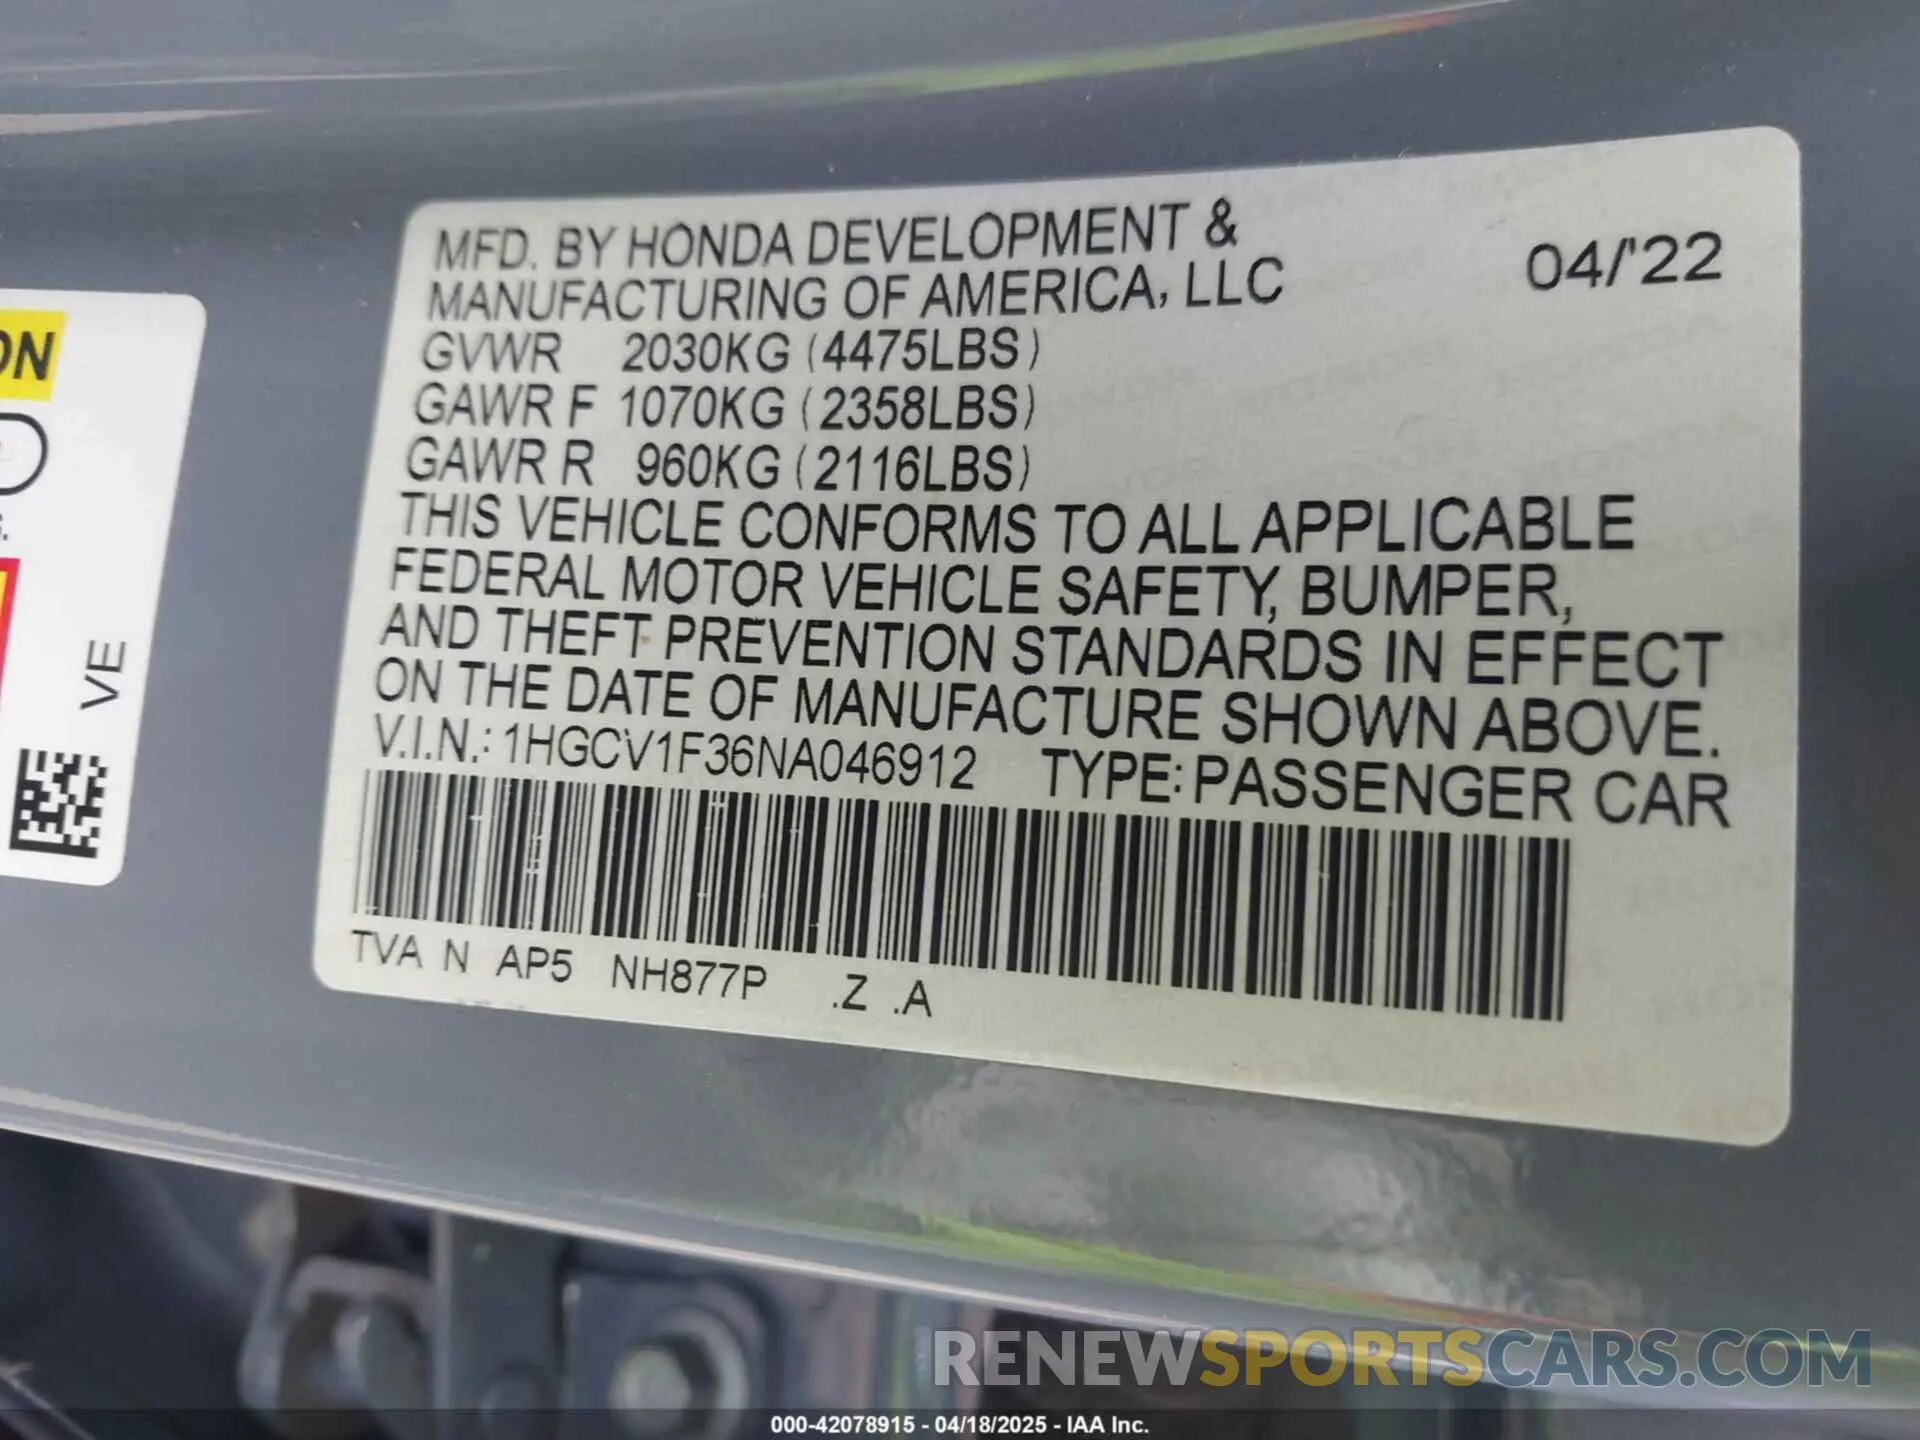 MFD. BY HONDA DEVELOPMENT &
MANUFACTURING OF AMERICA, LLC
04/'22
GVWR 2030KG (4475LBS)
GAWR F 1070KG (2358LBS)
GAWR R 960KG (2116LBS)
THIS VEHICLE CONFORMS TO ALL APPLICABLE
FEDERAL MOTOR VEHICLE SAFETY, BUMPER,
AND THEFT PREVENTION STANDARDS IN EFFECT
ON THE DATE OF MANUFACTURE SHOWN ABOVE.
V.I.N.: 1HGCV1F36NA046912 TYPE: PASSENGER CAR
TVA N AP5 NH877P .Z .A
ON
VE
RENEWSPORTSCARS.COM
000-42078915 - 04/18/2025 - IAA Inc.